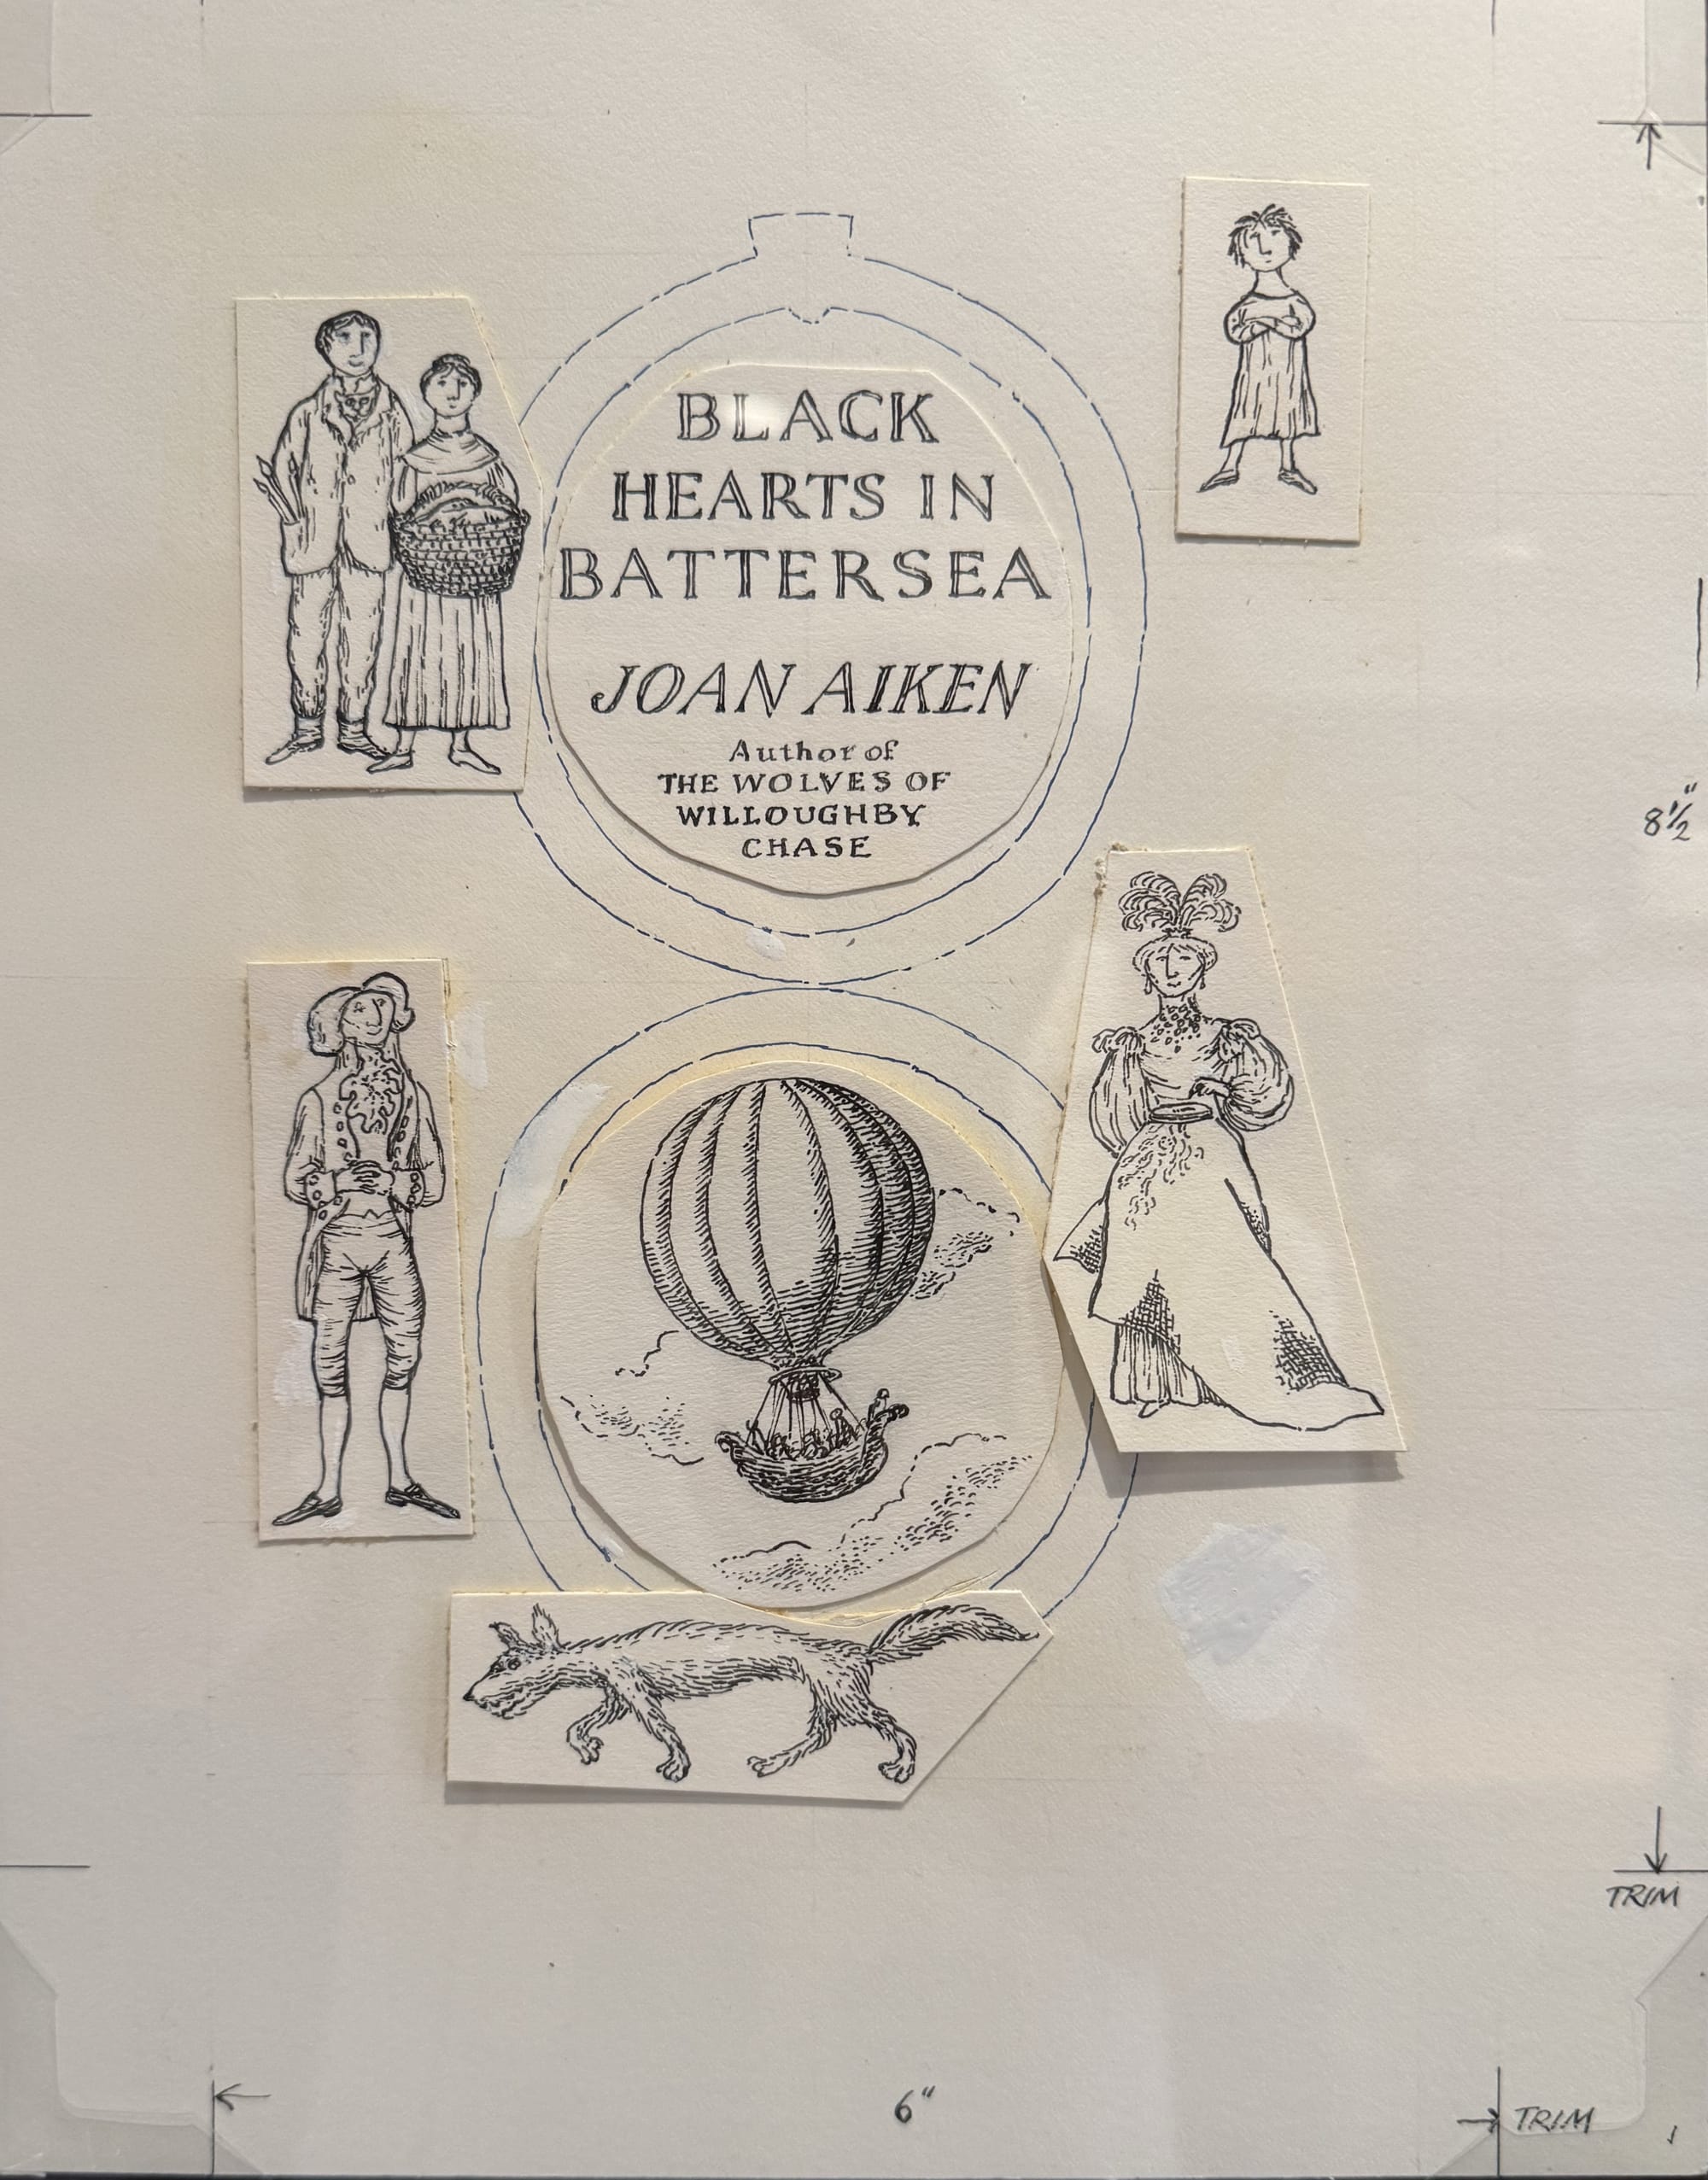 BLACK
HEARTS IN
BATTERSEA
JOAN AIKEN
Author of
THE WOLVES OF
WILLOUGHBY
CHASE
8½"
TRIM
6"
TRIM